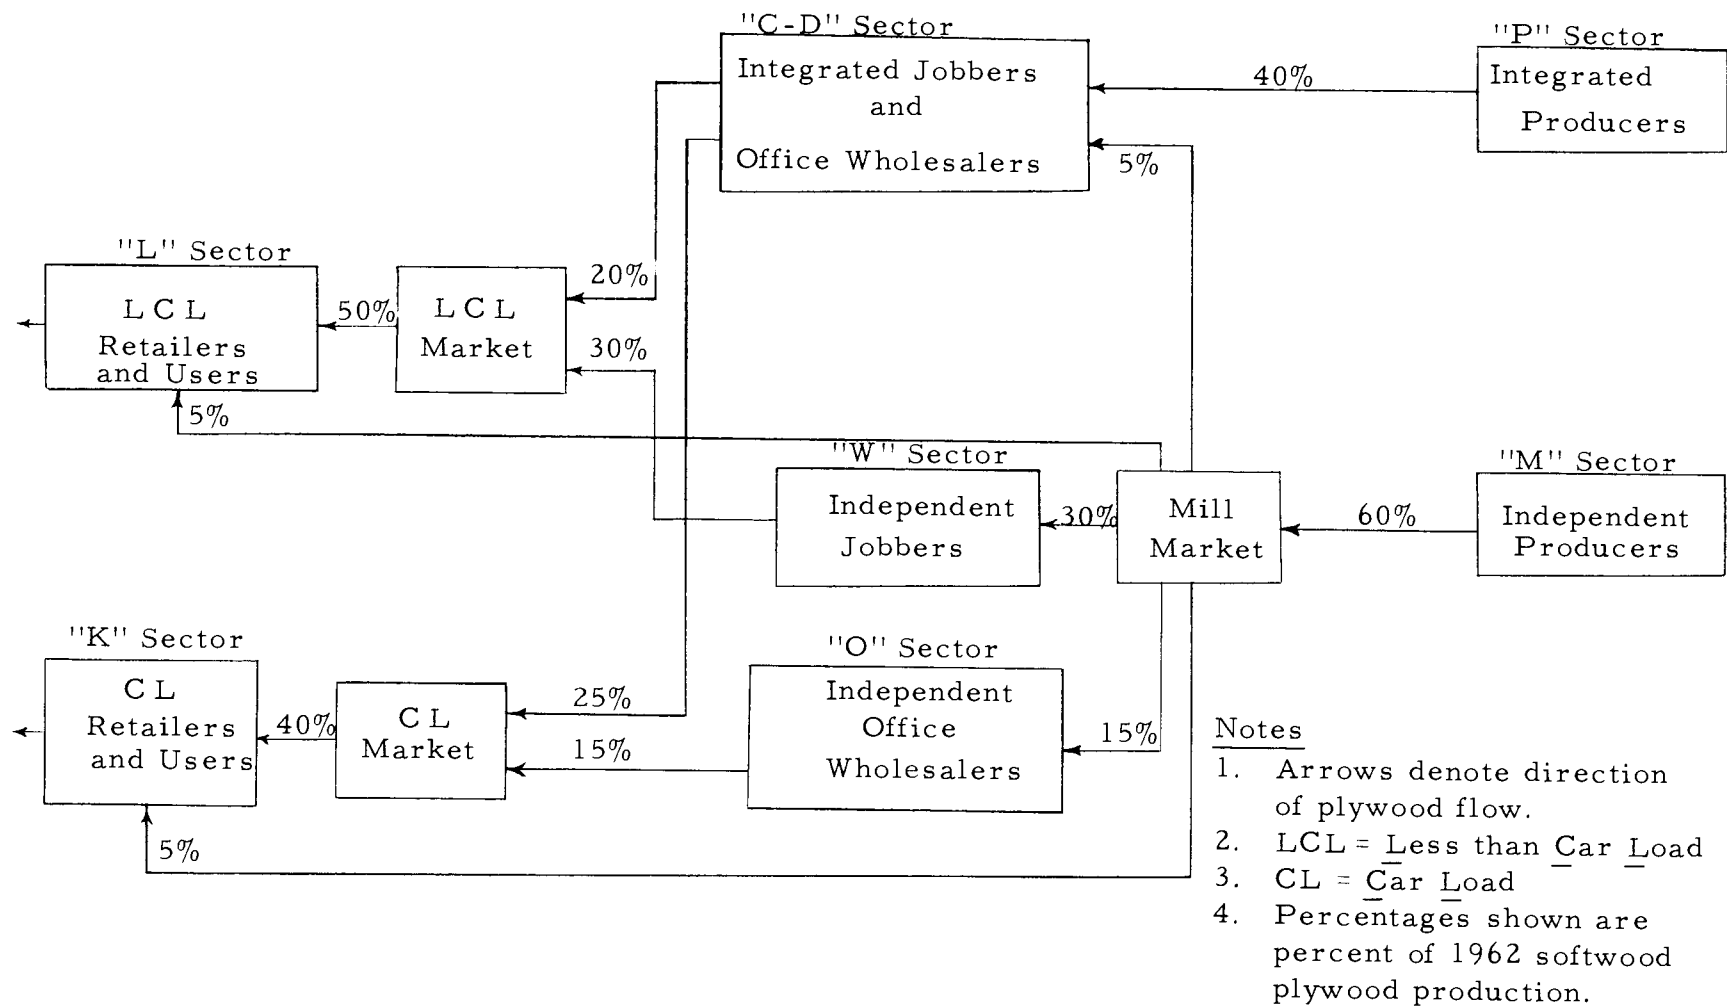 "C-D" Sector
Integrated Jobbers
and
Office Wholesalers
"P" Sector
Integrated
Producers
40%
5%
"L" Sector
LCL
Retailers
and Users
50%
LCL
Market
20%
30%
5%
"W" Sector
Independent
Jobbers
30%
Mill
Market
60%
"M" Sector
Independent
Producers
"K" Sector
CL
Retailers
and Users
40%
CL
Market
25%
15%
"O" Sector
Independent
Office
Wholesalers
15%
5%
Notes
1. Arrows denote direction
of plywood flow.
2. LCL = Less than Car Load
3. CL = Car Load
4. Percentages shown are
percent of 1962 softwood
plywood production.